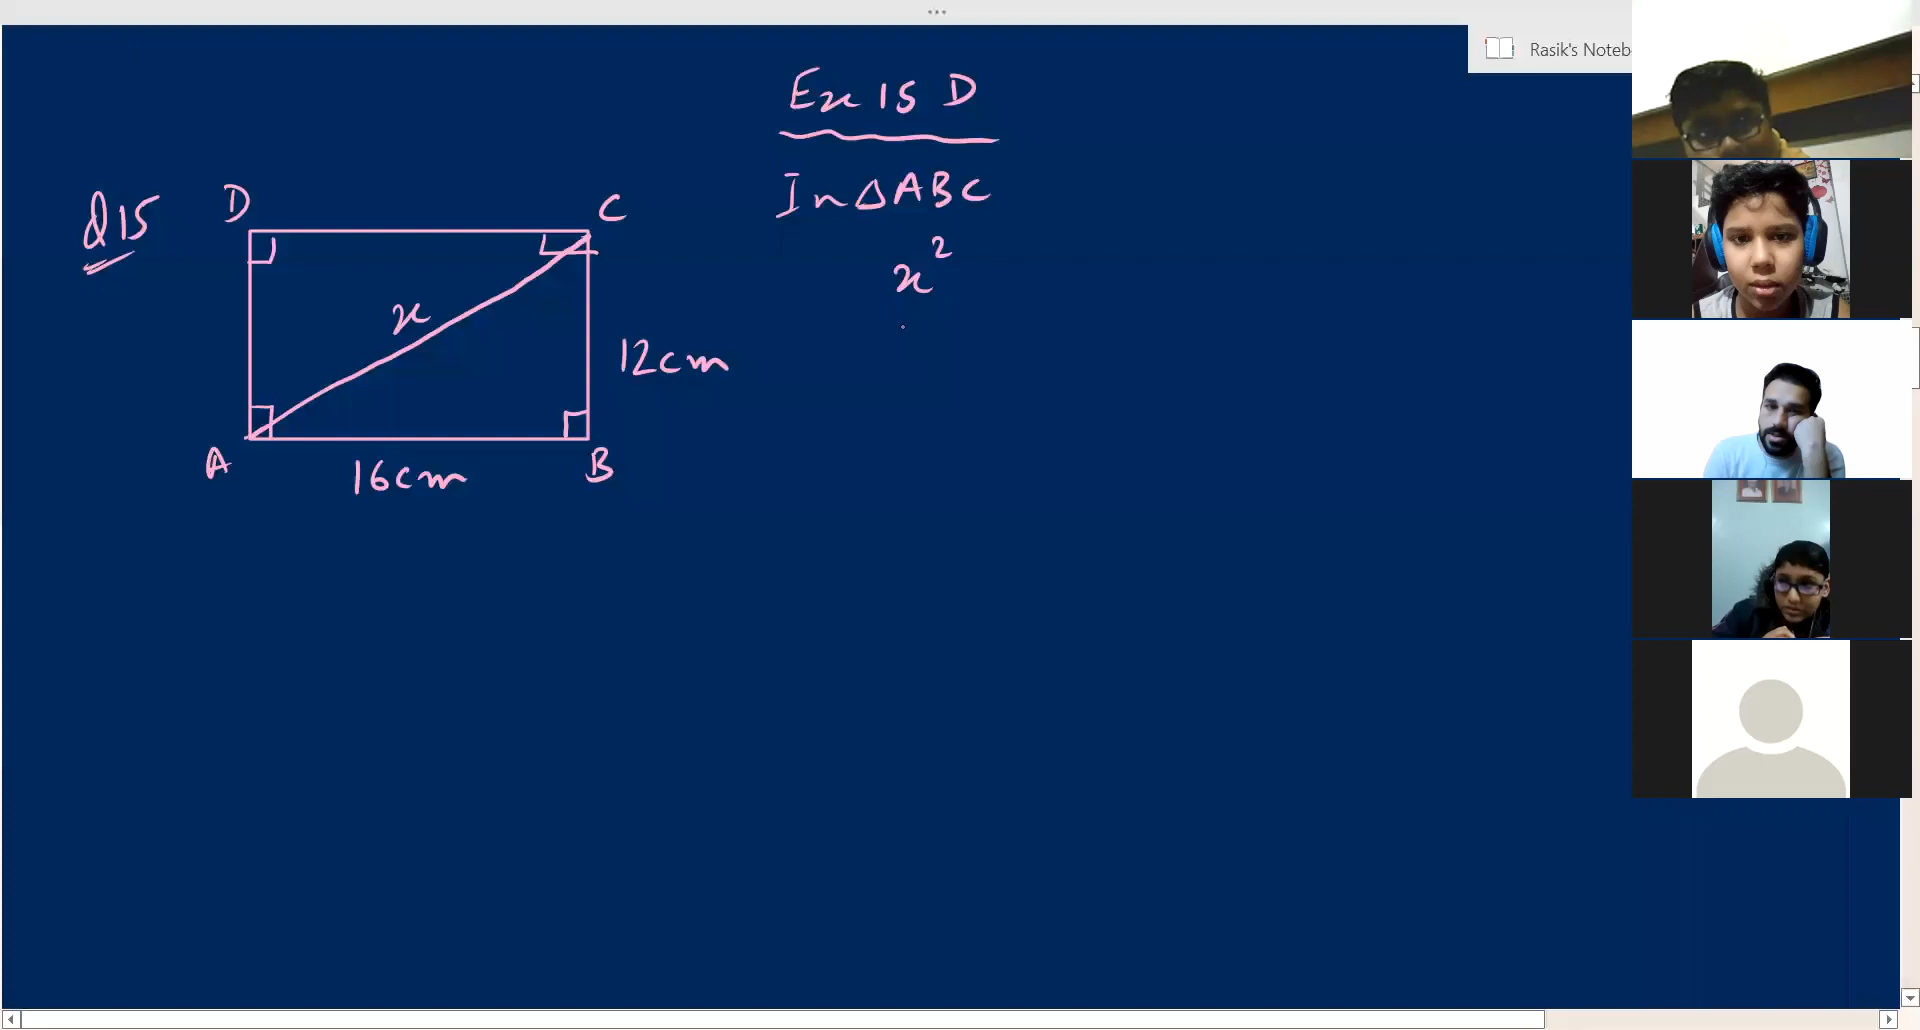 Rasik's Noteb
Ex 15 D
Q15
D
C
In △ABC
x²
x
12cm
A
16cm
B